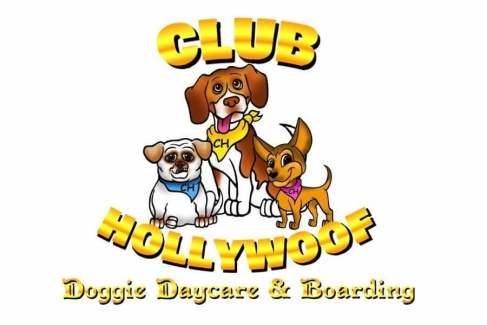 CLUB
CH
CH
CH
HOLLYWOOF
Doggie Daycare & Boarding